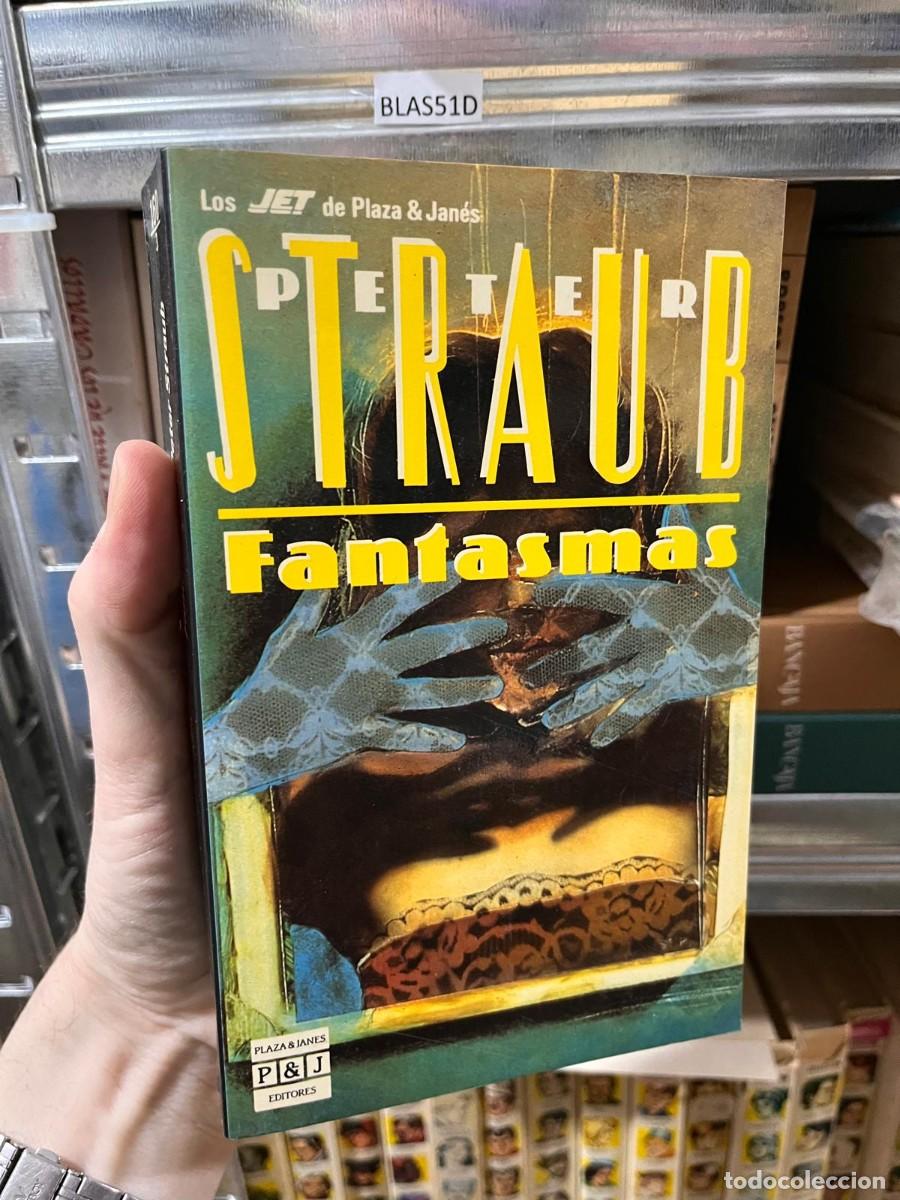 BLAS51D
Los JET de Plaza & Janés
PETER
STRAUB
Fantasmas
PLAZA & JANES
P & J
EDITORES
todocoleccion